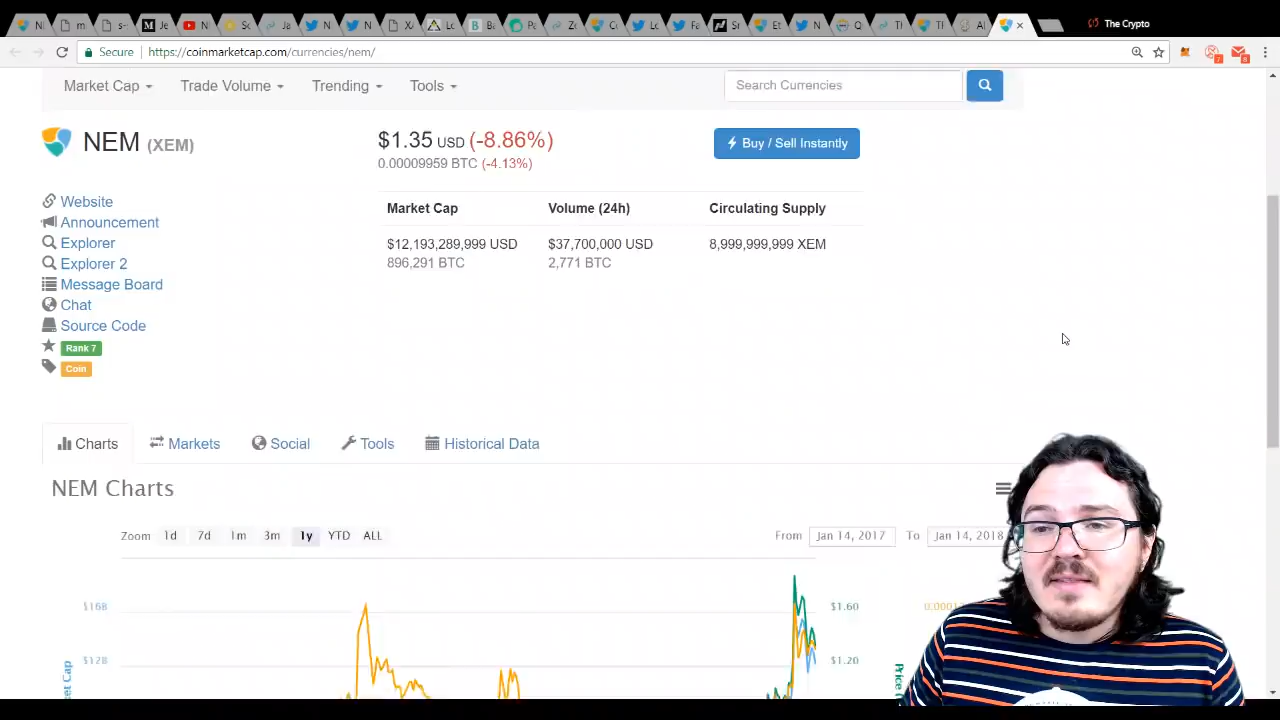 The Crypto
Secure https://coinmarketcap.com/currencies/nem/
Market Cap Trade Volume Trending Tools Search Currencies
NEM (XEM) $1.35 USD (-8.86%) Buy / Sell Instantly
0.00009959 BTC (-4.13%)
Website Market Cap Volume (24h) Circulating Supply
Announcement
Explorer $12,193,289,999 USD $37,700,000 USD 8,999,999,999 XEM
Explorer 2 896,291 BTC 2,771 BTC
Message Board
Chat
Source Code
Rank 7
Coin
Charts Markets Social Tools Historical Data
NEM Charts
Zoom 1d 7d 1m 3m 1y YTD ALL From Jan 14, 2017 To Jan 14, 2018
$16B $1.60
$12B $1.20
Price